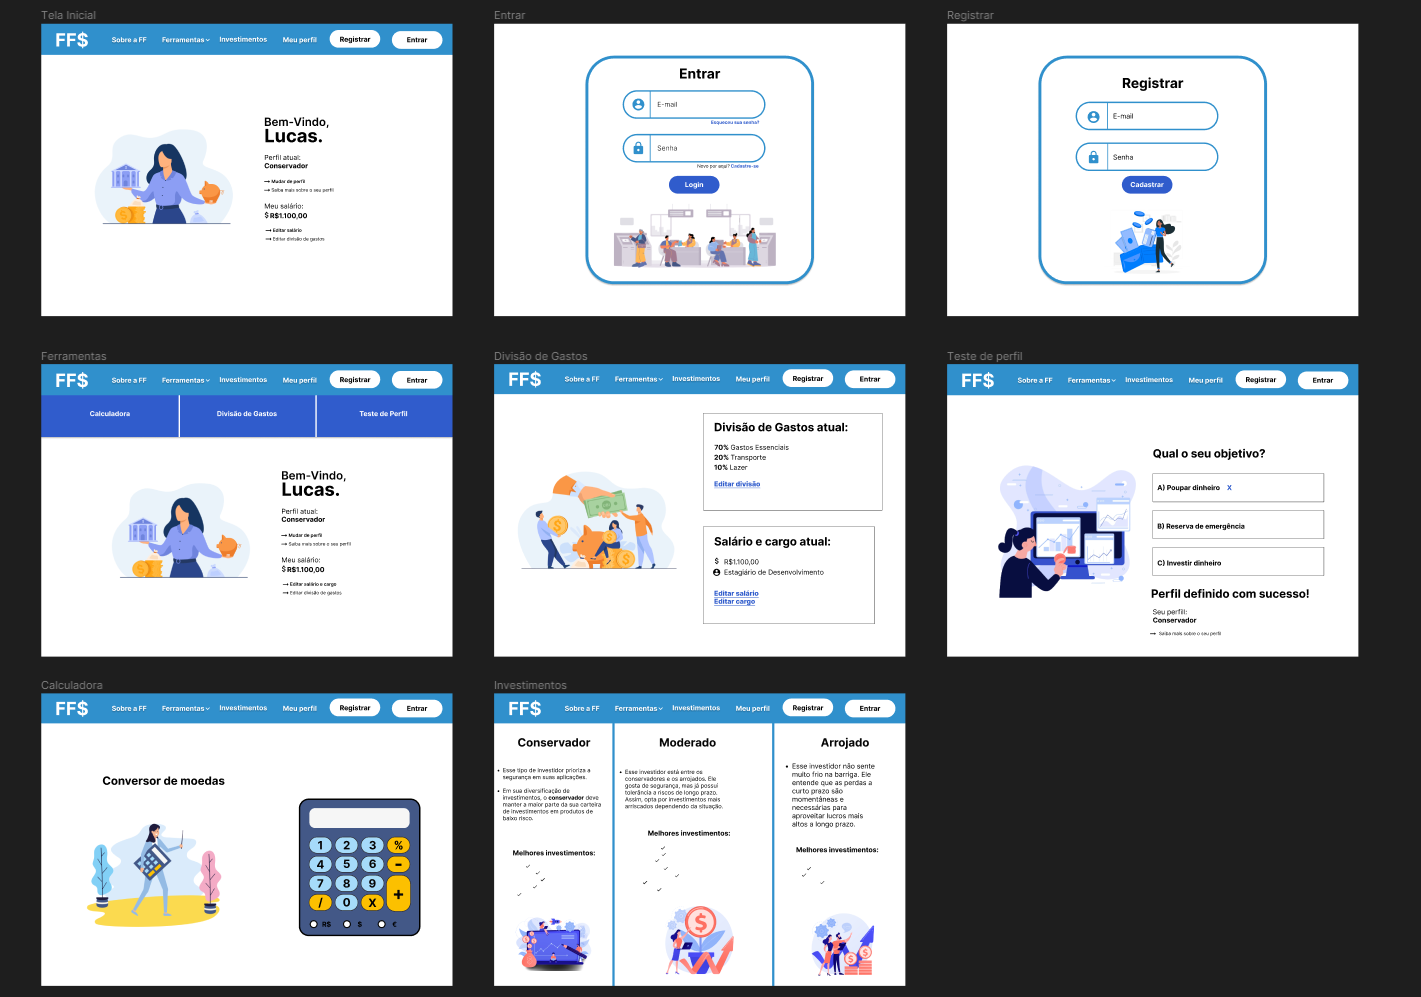 Tela Inicial
FF$
Sobre a FF
Ferramentas
Investimentos
Meu perfil
Registrar
Entrar
Bem-Vindo,
Lucas.
Perfil atual:
Conservador
Mudar de perfil
Saiba mais sobre o seu perfil
Meu salário:
$ R$1.100,00
Editar salário
Editar divisão de gastos
Entrar
Entrar
E-mail
Esqueceu sua senha?
Senha
Novo por aqui? Cadastre-se
Login
Registrar
Registrar
E-mail
Senha
Cadastrar
Ferramentas
FF$
Sobre a FF
Ferramentas
Investimentos
Meu perfil
Registrar
Entrar
Calculadora
Divisão de Gastos
Teste de Perfil
Bem-Vindo,
Lucas.
Perfil atual:
Conservador
Mudar de perfil
Saiba mais sobre o seu perfil
Meu salário:
$ R$1.100,00
Editar salário e cargo
Editar divisão de gastos
Divisão de Gastos
FF$
Sobre a FF
Ferramentas
Investimentos
Meu perfil
Registrar
Entrar
Divisão de Gastos atual:
70% Gastos Essenciais
20% Transporte
10% Lazer
Editar divisão
Salário e cargo atual:
$ R$1.100,00
Estagiário de Desenvolvimento
Editar salário
Editar cargo
Teste de perfil
FF$
Sobre a FF
Ferramentas
Investimentos
Meu perfil
Registrar
Entrar
Qual o seu objetivo?
A) Poupar dinheiro X
B) Reserva de emergência
C) Investir dinheiro
Perfil definido com sucesso!
Seu perfil:
Conservador
Saiba mais sobre o seu perfil
Calculadora
FF$
Sobre a FF
Ferramentas
Investimentos
Meu perfil
Registrar
Entrar
Conversor de moedas
1 2 3 %
4 5 6 -
7 8 9 +
/ 0 X
R$ $ €
Investimentos
FF$
Sobre a FF
Ferramentas
Investimentos
Meu perfil
Registrar
Entrar
Conservador
• Esse tipo de investidor prioriza a
segurança em suas aplicações.
• Em sua diversificação de
investimentos, o conservador deve
manter a maior parte da sua carteira
de investimentos em produtos de
baixo risco.
Melhores investimentos:
Moderado
• Esse investidor está entre os
conservadores e os arrojados. Ele
gosta de segurança, mas já possui
tolerância a riscos de longo prazo.
Assim, opta por investimentos mais
arriscados dependendo da situação.
Melhores investimentos:
Arrojado
• Esse investidor não sente
muito frio na barriga. Ele
entende que as perdas a
curto prazo são
momentâneas e
necessárias para
aproveitar lucros mais
altos a longo prazo.
Melhores investimentos: